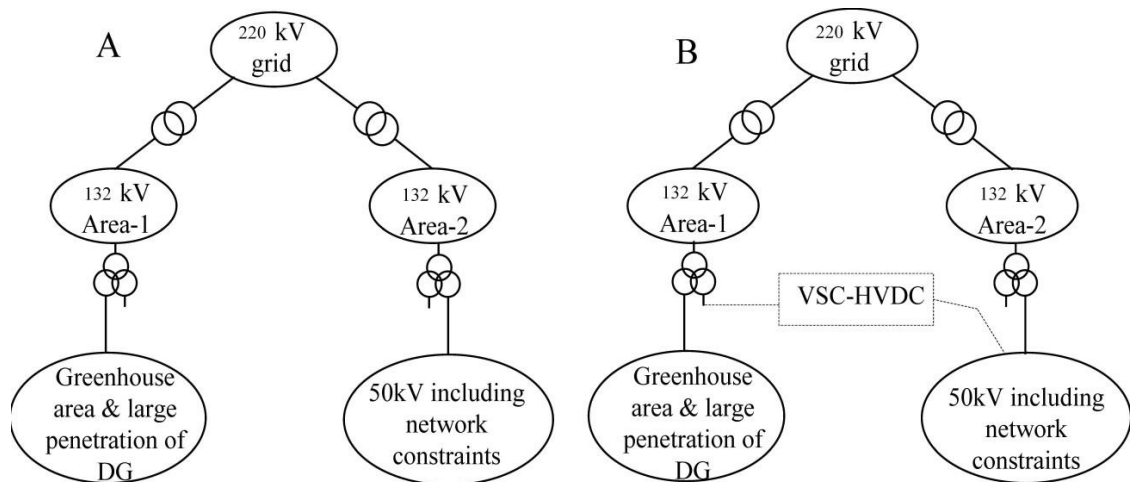 A
220 kV
grid
132 kV
Area-1
132 kV
Area-2
Greenhouse
area & large
penetration of
DG
50kV including
network
constraints
B
220 kV
grid
132 kV
Area-1
132 kV
Area-2
VSC-HVDC
Greenhouse
area & large
penetration of
DG
50kV including
network
constraints